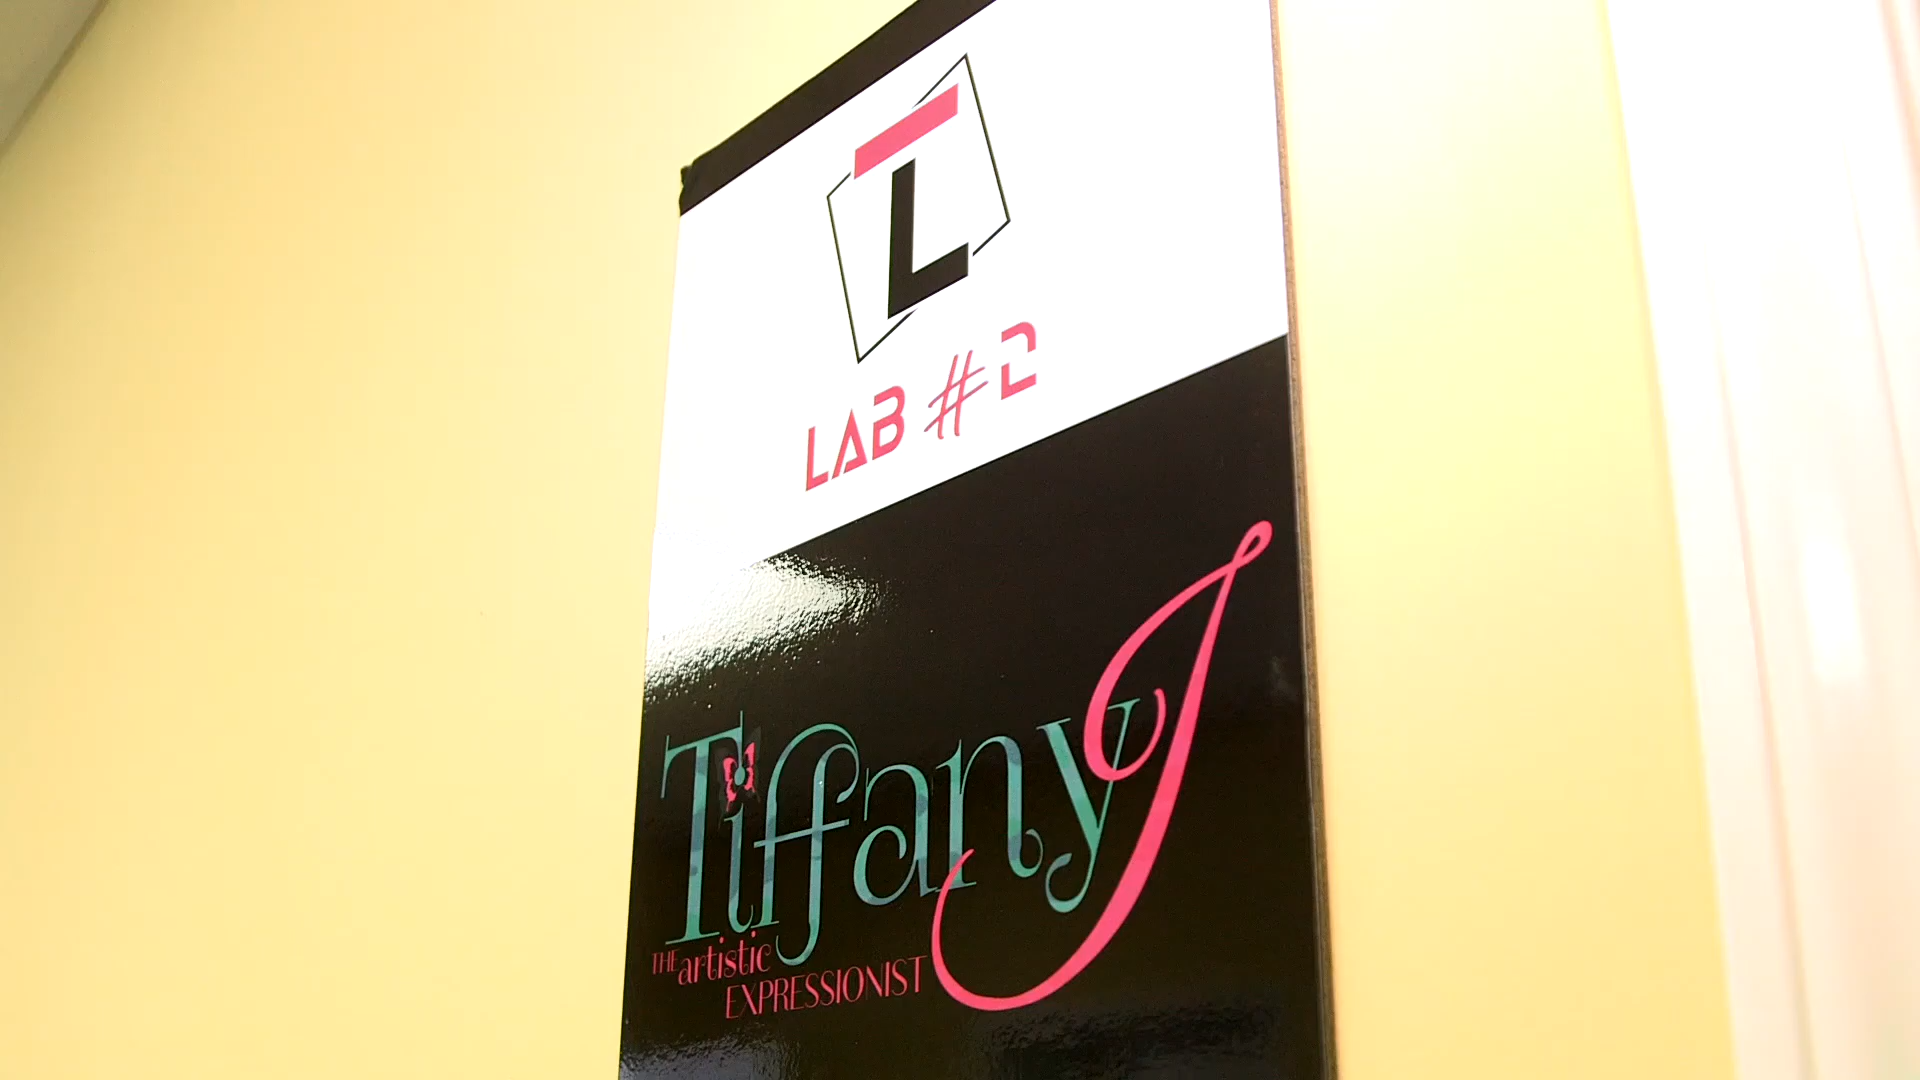 L
LAB #2
Tiffany J
THE artistic
EXPRESSIONIST